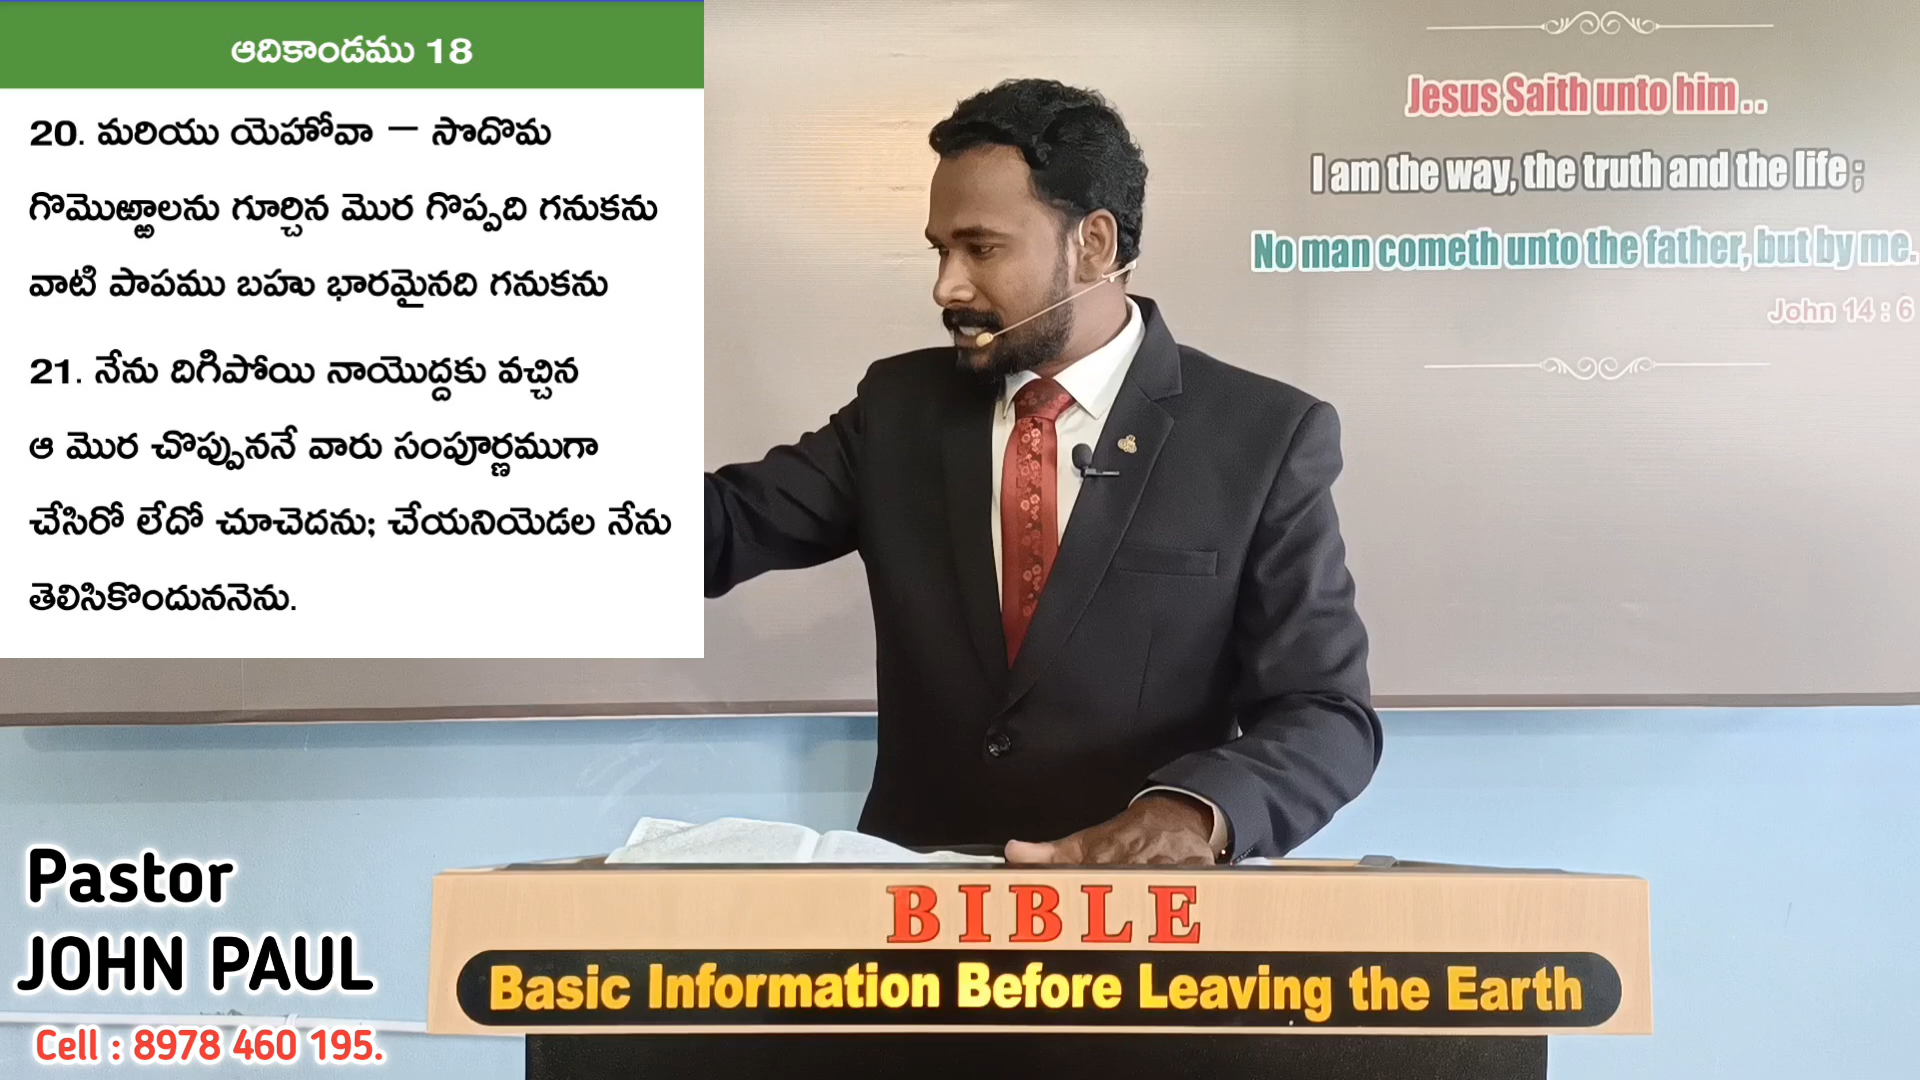 ఆదికాండము 18
20. మరియు యెహోవా – సొదొమ
గొమొఱ్ఱాలను గూర్చిన మొర గొప్పది గనుకను
వాటి పాపము బహు భారమైనది గనుకను
21. నేను దిగిపోయి నాయొద్దకు వచ్చిన
ఆ మొర చొప్పుననే వారు సంపూర్ణముగా
చేసిరో లేదో చూచెదను; చేయనియెడల నేను
తెలిసికొందుననెను.
Jesus Saith unto him . .
I am the way, the truth and the life ;
No man cometh unto the father, but by me.
John 14 : 6
Pastor
JOHN PAUL
Cell : 8978 460 195.
BIBLE
Basic Information Before Leaving the Earth